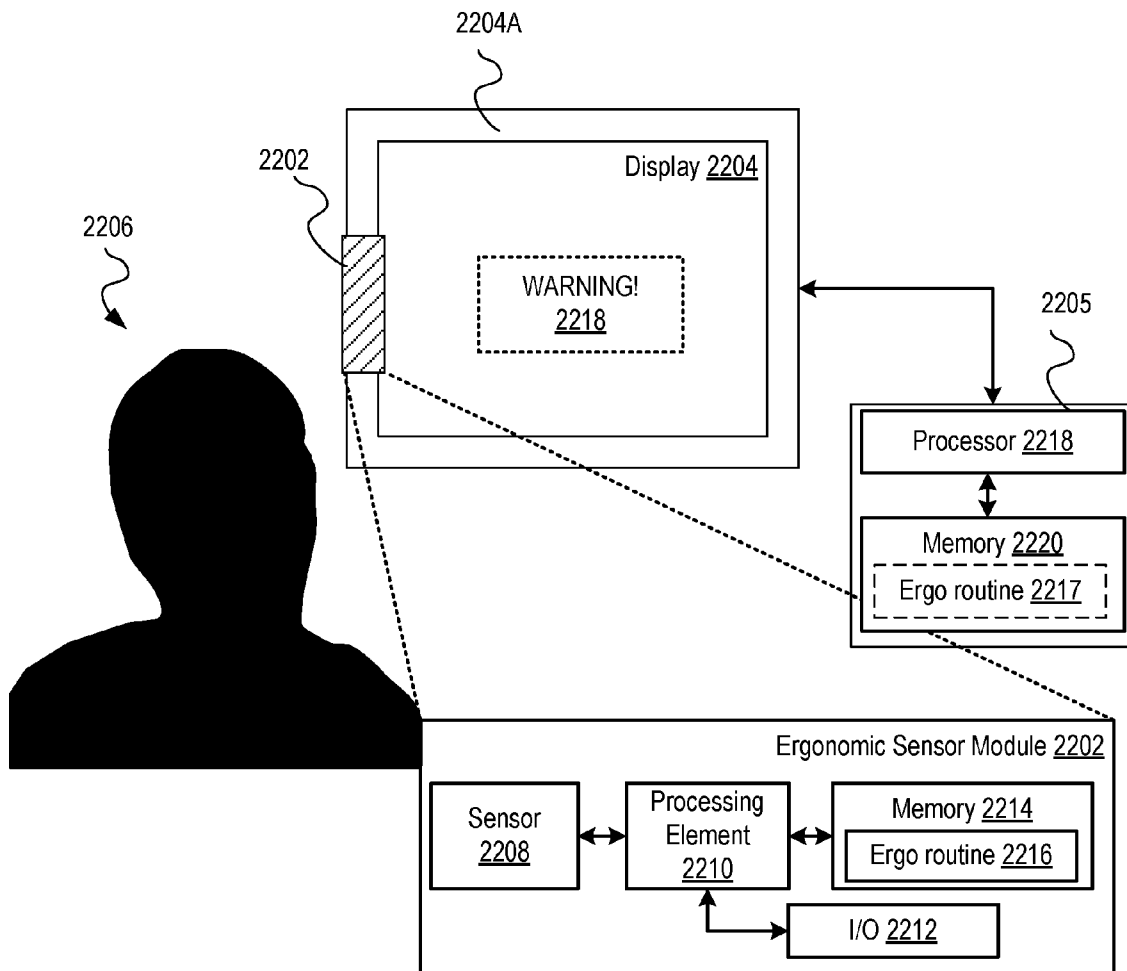 2204A
2202
Display 2204
2206
WARNING!
2218
2205
Processor 2218
Memory 2220
Ergo routine 2217
Ergonomic Sensor Module 2202
Sensor
2208
Processing
Element
2210
Memory 2214
Ergo routine 2216
I/O 2212